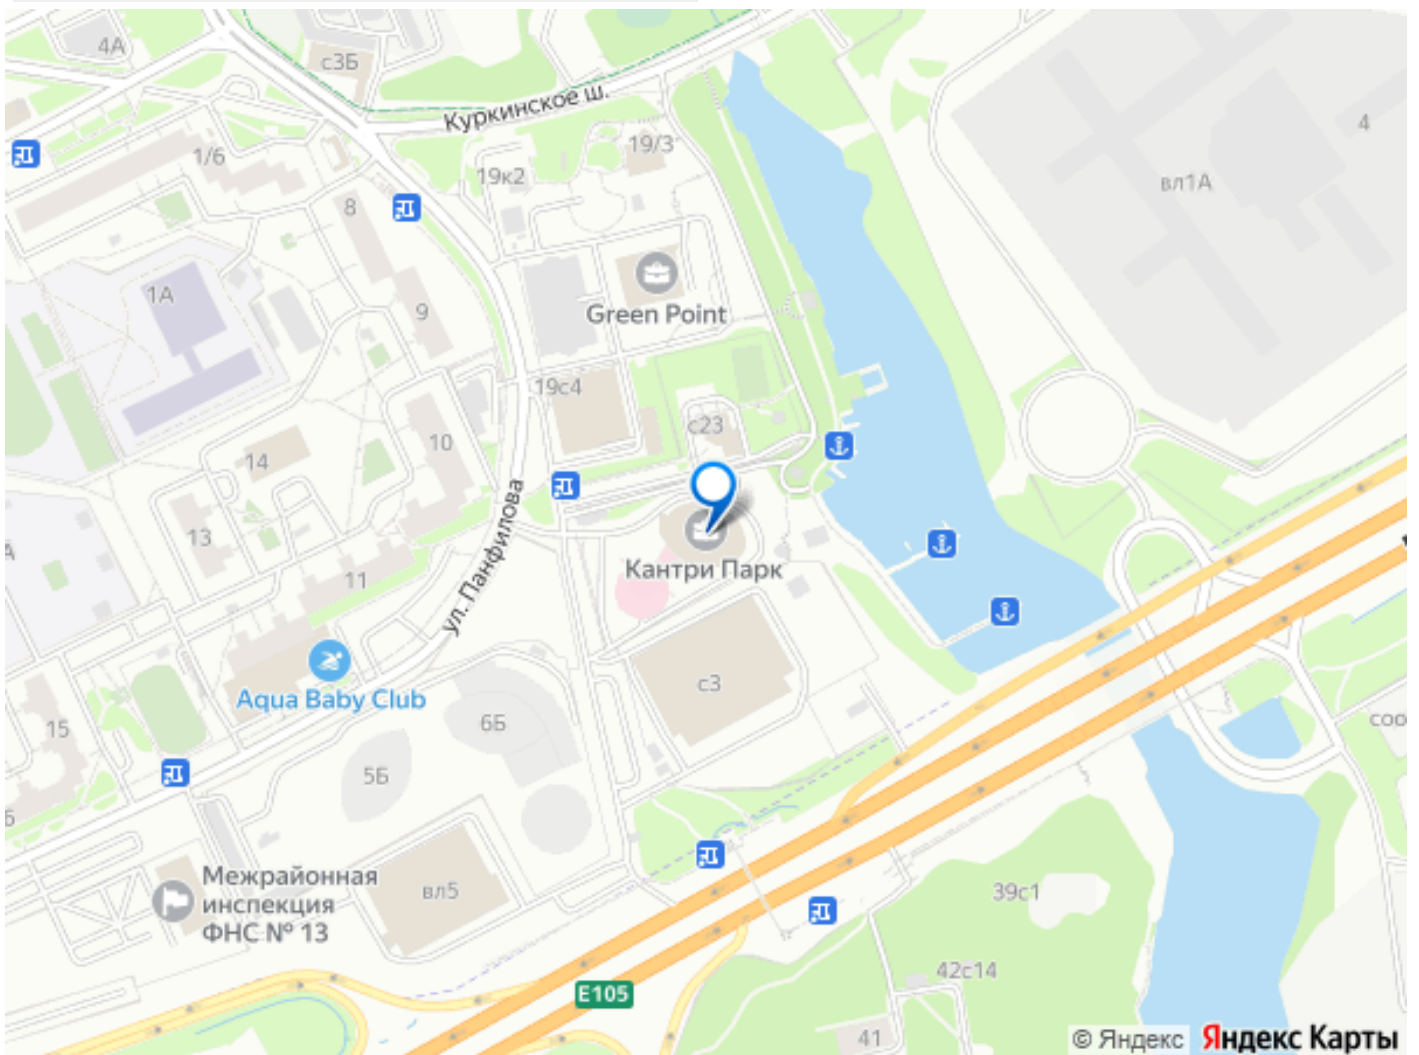 4А
с3Б
Куркинское ш.
4
1/6
19/3
19к2
вл1А
8
1А
9
Green Point
19с4
с23
10
14
13
ул. Панфилова
Кантри Парк
11
с3
Aqua Baby Club
15
6Б
соо
5Б
Межрайонная
инспекция
ФНС № 13
вл5
39с1
42с14
E105
41
© Яндекс Яндекс Карты